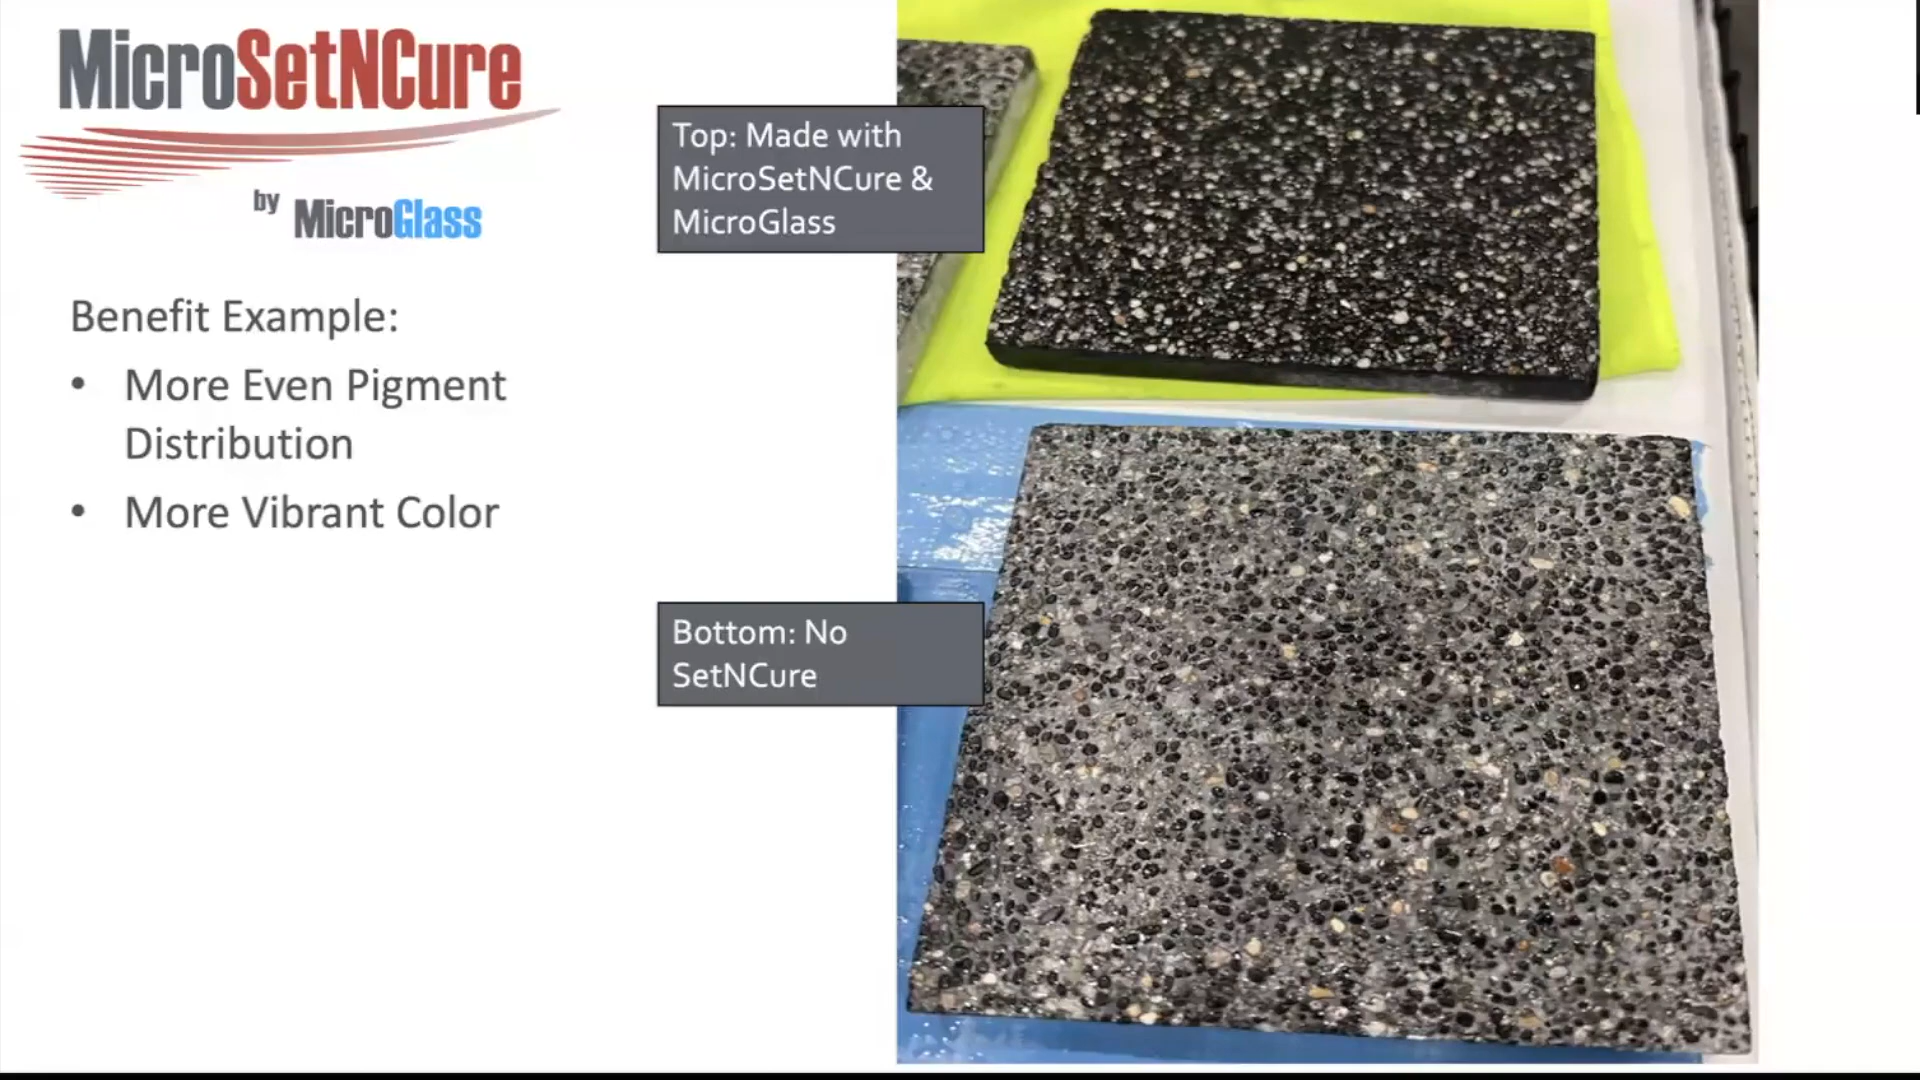 MicroSetNCure
by MicroGlass
Benefit Example:
• More Even Pigment
Distribution
• More Vibrant Color
Top: Made with
MicroSetNCure &
MicroGlass
Bottom: No
SetNCure